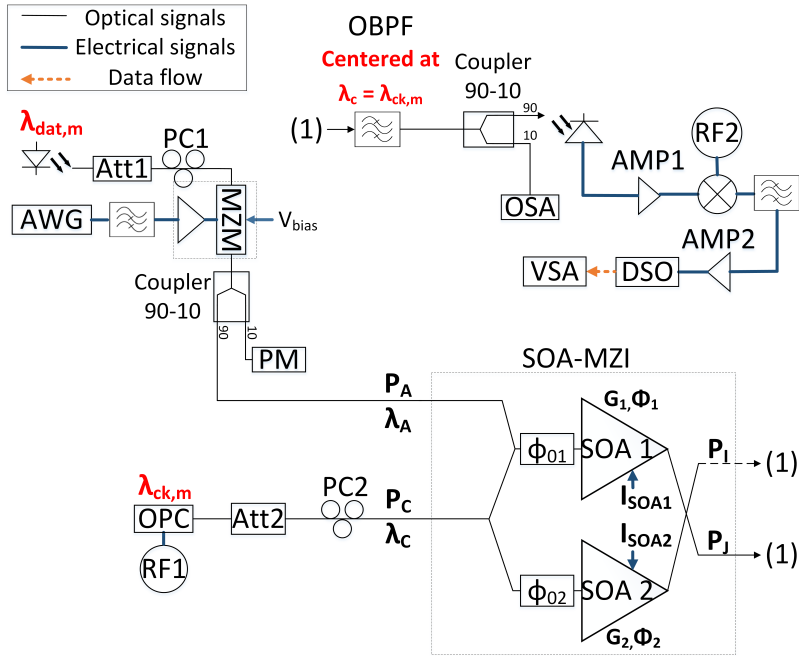 Optical signals
Electrical signals
Data flow
OBPF
Centered at
λc = λck,m
Coupler
90-10
(1)
90
10
OSA
AMP1
RF2
AMP2
VSA
DSO
λdat,m
Att1
PC1
AWG
MZM
Vbias
Coupler
90-10
90
10
PM
SOA-MZI
PA
λA
G1,Φ1
ϕ01
SOA 1
ISOA1
PI
(1)
λck,m
OPC
RF1
Att2
PC2
PC
λC
ISOA2
PJ
(1)
ϕ02
SOA 2
G2,Φ2